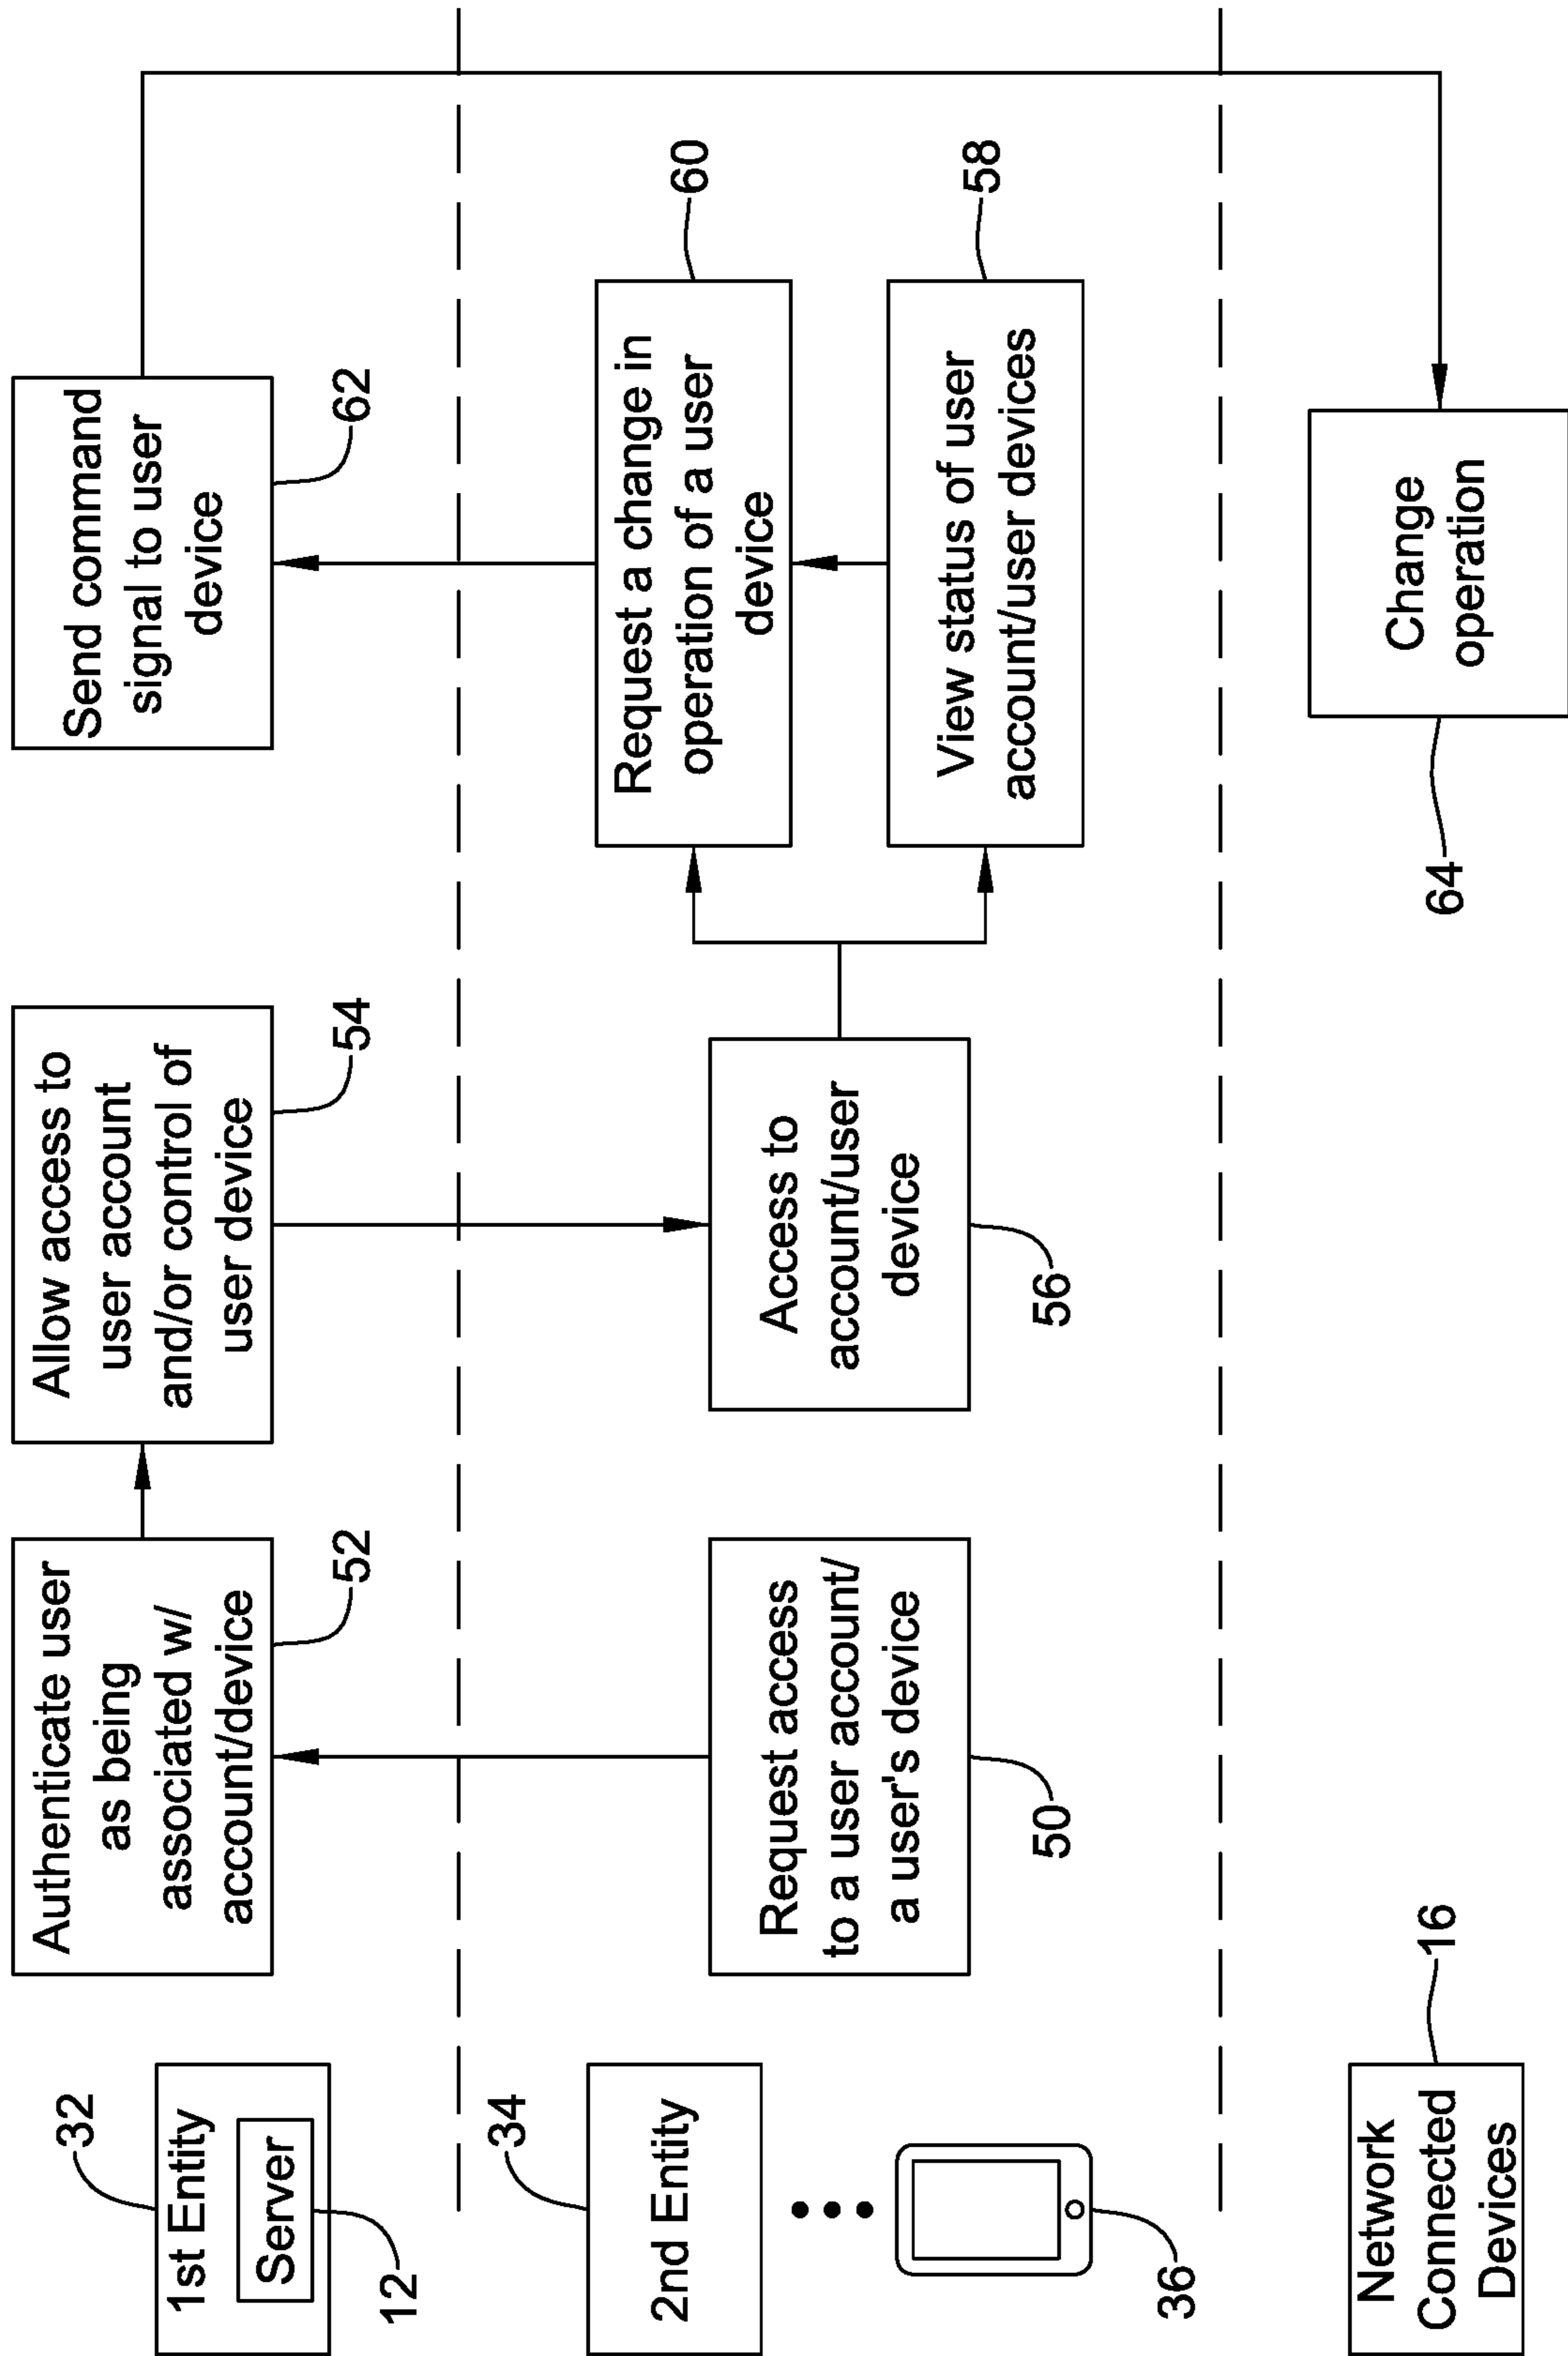 32
1st Entity
Server
12
Authenticate user
as being
associated w/
account/device
52
Allow access to
user account
and/or control of
user device
54
Send command
signal to user
device
62
34
2nd Entity
36
Request access
to a user account/
a user's device
50
Access to
account/user
device
56
Request a change in
operation of a user
device
60
View status of user
account/user devices
58
Network
Connected
Devices
16
Change
operation
64